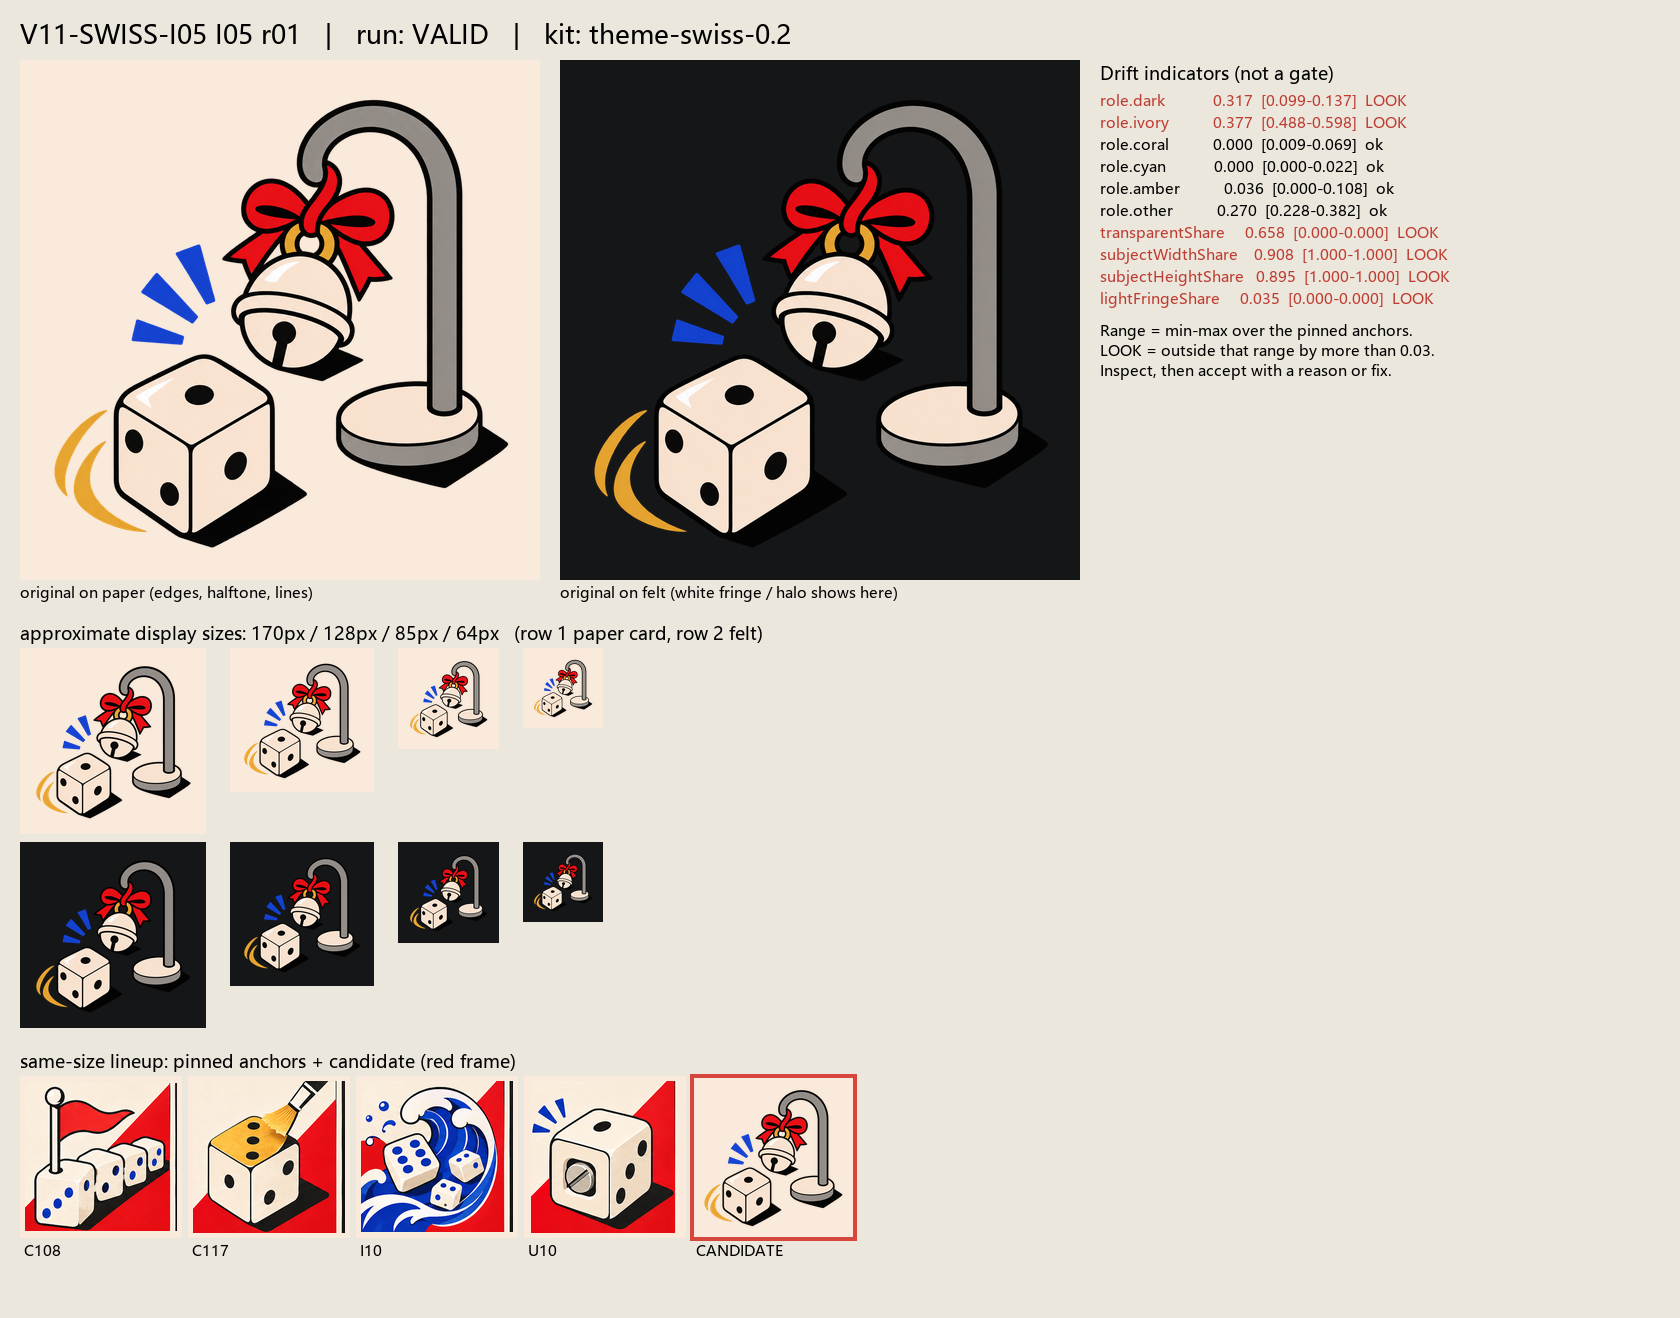 V11-SWISS-I05 I05 r01 | run: VALID | kit: theme-swiss-0.2
Drift indicators (not a gate)
role.dark 0.317 [0.099-0.137] LOOK
role.ivory 0.377 [0.488-0.598] LOOK
role.coral 0.000 [0.009-0.069] ok
role.cyan 0.000 [0.000-0.022] ok
role.amber 0.036 [0.000-0.108] ok
role.other 0.270 [0.228-0.382] ok
transparentShare 0.658 [0.000-0.000] LOOK
subjectWidthShare 0.908 [1.000-1.000] LOOK
subjectHeightShare 0.895 [1.000-1.000] LOOK
lightFringeShare 0.035 [0.000-0.000] LOOK
Range = min-max over the pinned anchors.
LOOK = outside that range by more than 0.03.
Inspect, then accept with a reason or fix.
original on paper (edges, halftone, lines)
original on felt (white fringe / halo shows here)
approximate display sizes: 170px / 128px / 85px / 64px (row 1 paper card, row 2 felt)
same-size lineup: pinned anchors + candidate (red frame)
C108
C117
I10
U10
CANDIDATE